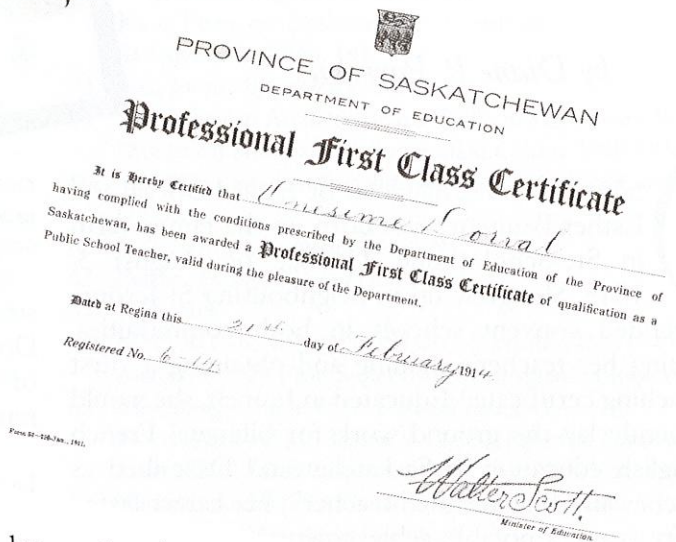 PROVINCE OF SASKATCHEWAN
DEPARTMENT OF EDUCATION
Professional First Class Certificate
It is Hereby Certified that
having complied with the conditions prescribed by the Department of Education of the Province of
Saskatchewan, has been awarded a Professional First Class Certificate of qualification as a
Public School Teacher, valid during the pleasure of the Department.
Dated at Regina this 21st day of February 1914
Registered No.
Walter Scott.
Minister of Education.